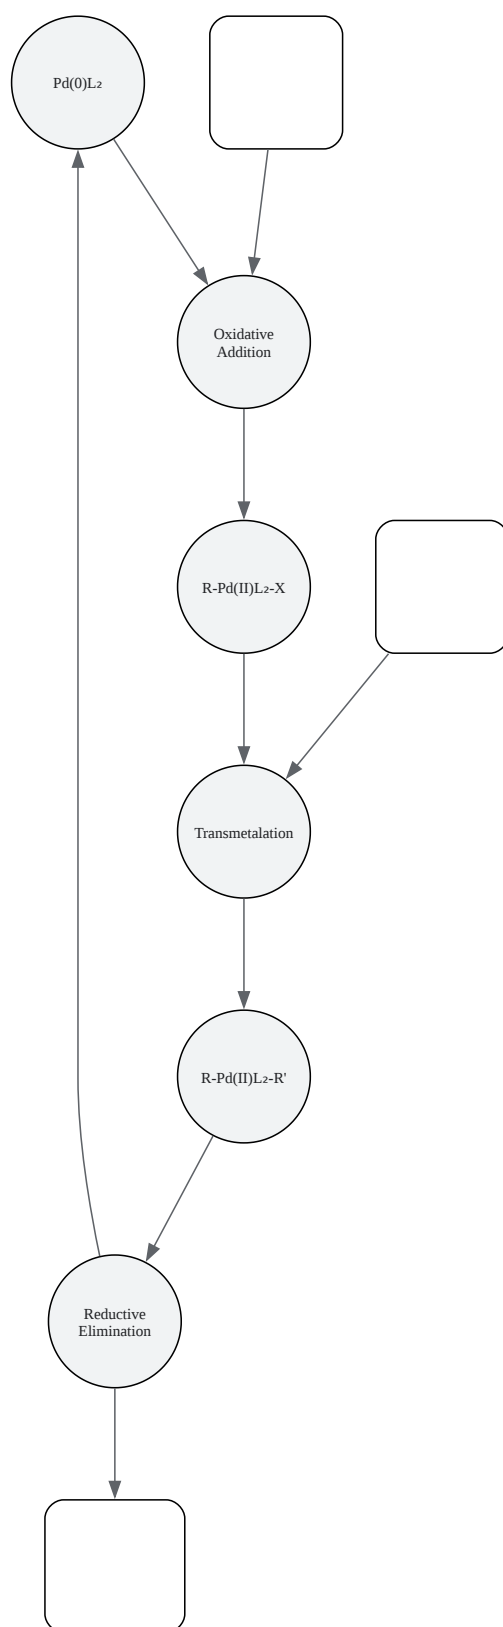 Pd(0)L₂
Oxidative
Addition
R-Pd(II)L₂-X
Transmetalation
R-Pd(II)L₂-R'
Reductive
Elimination